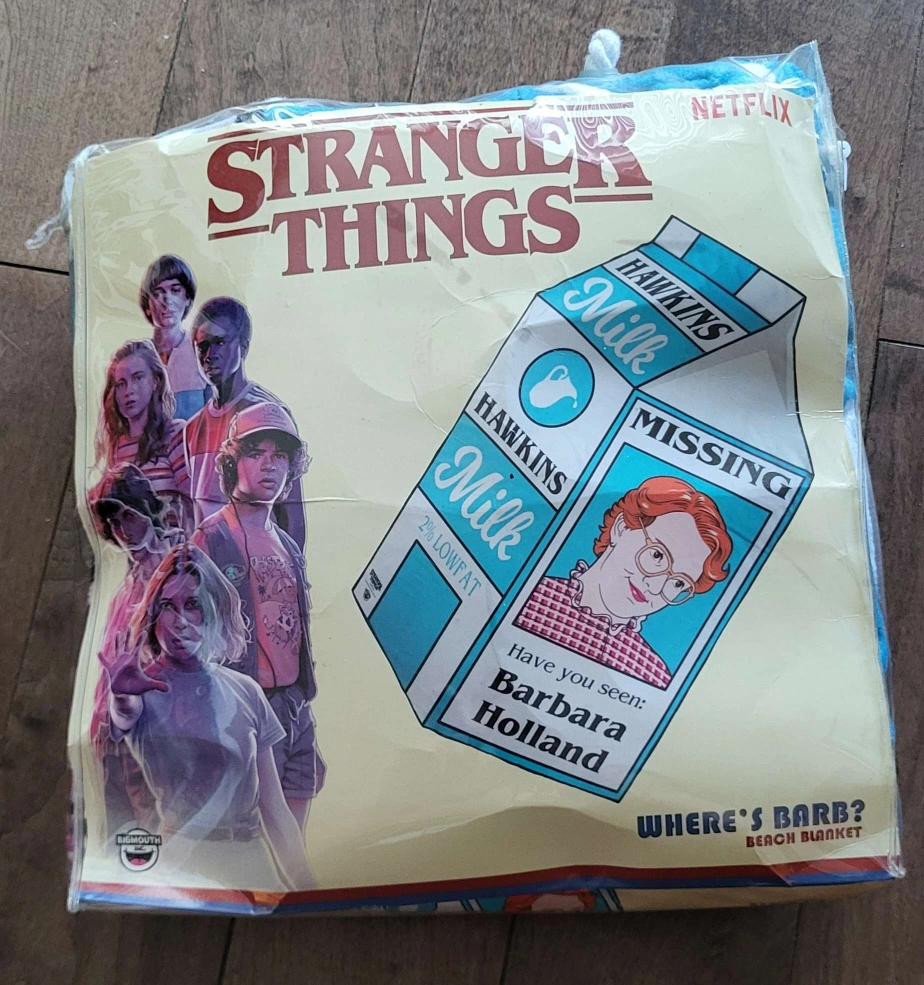 NETFLIX
STRANGER
THINGS
HAWKINS
Milk
HAWKINS
Milk
2% LOWFAT
MISSING
Have you seen:
Barbara
Holland
WHERE'S BARB?
BEACH BLANKET
BIGMOUTH